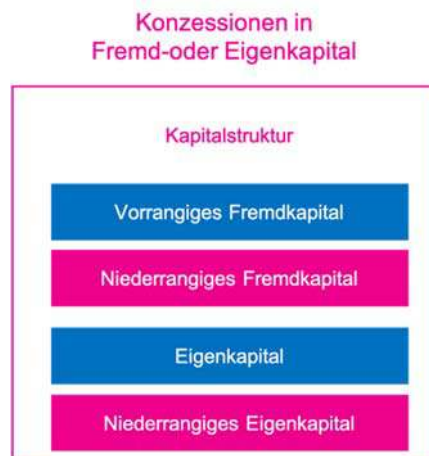 Konzessionen in
Fremd-oder Eigenkapital
Kapitalstruktur
Vorrangiges Fremdkapital
Niederrangiges Fremdkapital
Eigenkapital
Niederrangiges Eigenkapital